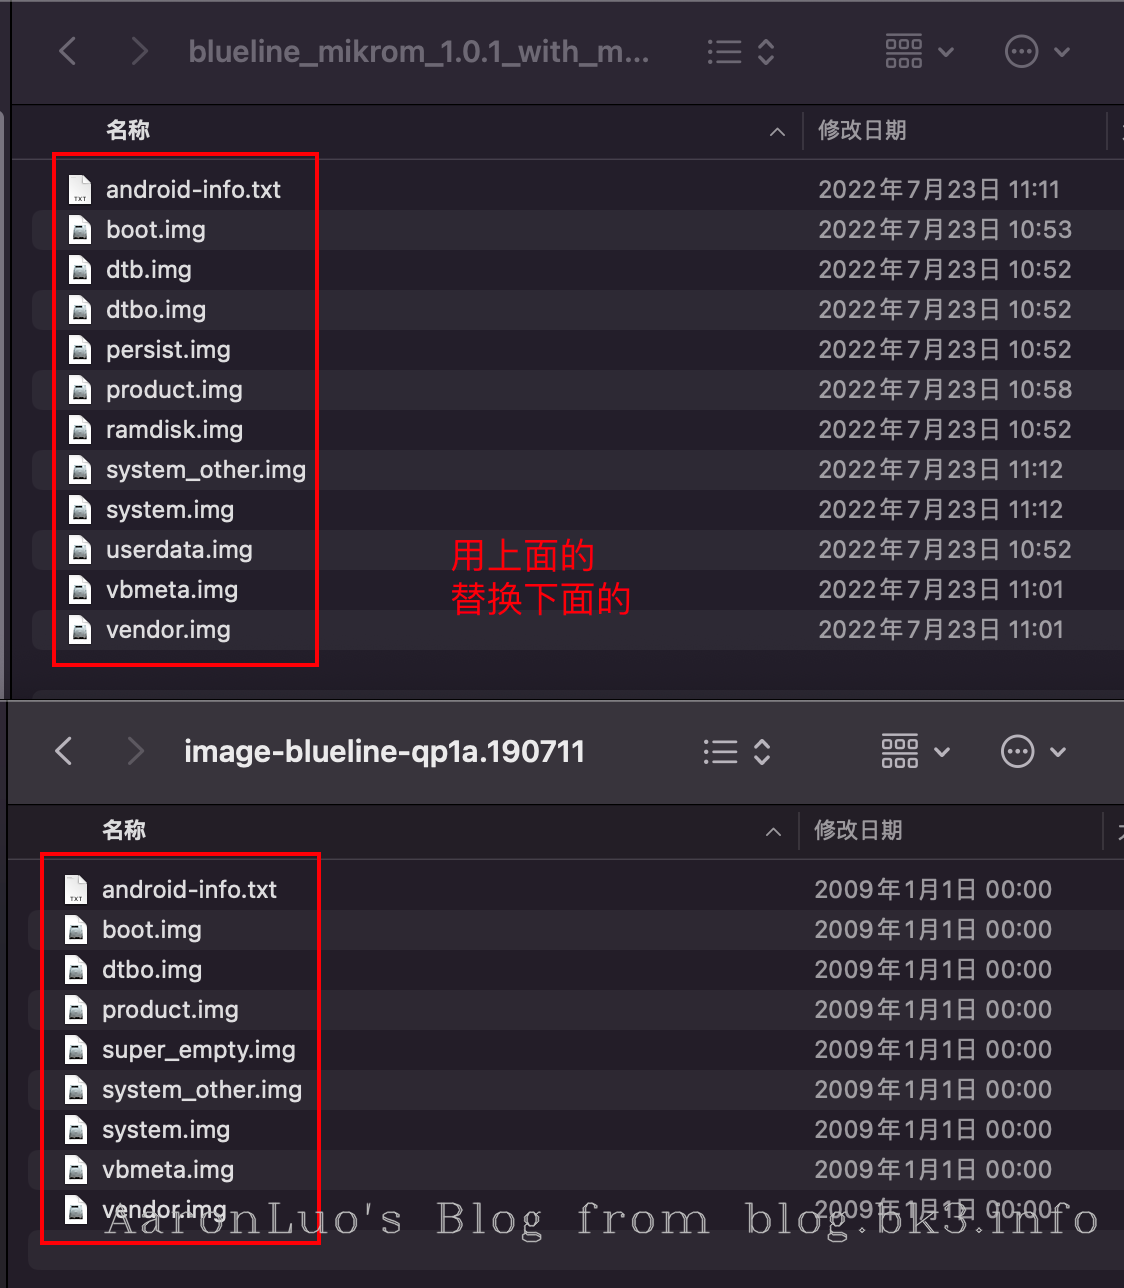 blueline_mikrom_1.0.1_with_m...
名称 修改日期
android-info.txt 2022年7月23日 11:11
boot.img 2022年7月23日 10:53
dtb.img 2022年7月23日 10:52
dtbo.img 2022年7月23日 10:52
persist.img 2022年7月23日 10:52
product.img 2022年7月23日 10:58
ramdisk.img 2022年7月23日 10:52
system_other.img 2022年7月23日 11:12
system.img 2022年7月23日 11:12
userdata.img 2022年7月23日 10:52
vbmeta.img 2022年7月23日 11:01
vendor.img 2022年7月23日 11:01
用上面的
替换下面的
image-blueline-qp1a.190711
名称 修改日期
android-info.txt 2009年1月1日 00:00
boot.img 2009年1月1日 00:00
dtbo.img 2009年1月1日 00:00
product.img 2009年1月1日 00:00
super_empty.img 2009年1月1日 00:00
system_other.img 2009年1月1日 00:00
system.img 2009年1月1日 00:00
vbmeta.img 2009年1月1日 00:00
vendor.img 2009年1月1日 00:00
AaronLuo's Blog from blog.bk3.info